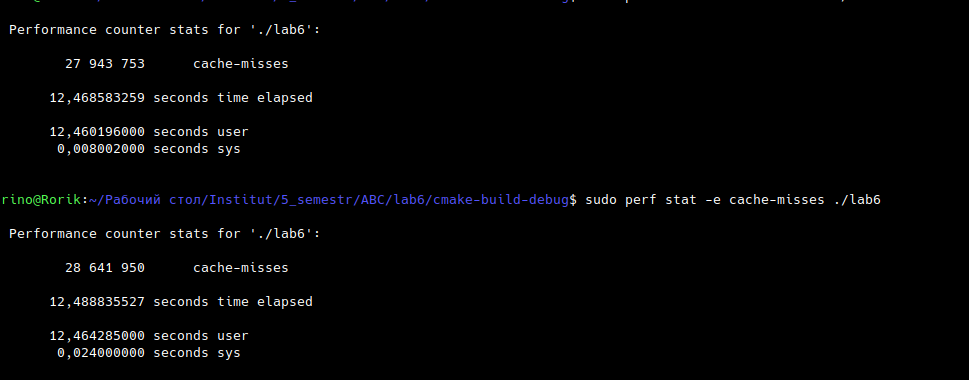 Performance counter stats for './lab6':
27 943 753 cache-misses
12,468583259 seconds time elapsed
12,460196000 seconds user
0,008002000 seconds sys
rino@Rorik:~/Рабочий стол/Institut/5_semestr/ABC/lab6/cmake-build-debug$ sudo perf stat -e cache-misses ./lab6
Performance counter stats for './lab6':
28 641 950 cache-misses
12,488835527 seconds time elapsed
12,464285000 seconds user
0,024000000 seconds sys